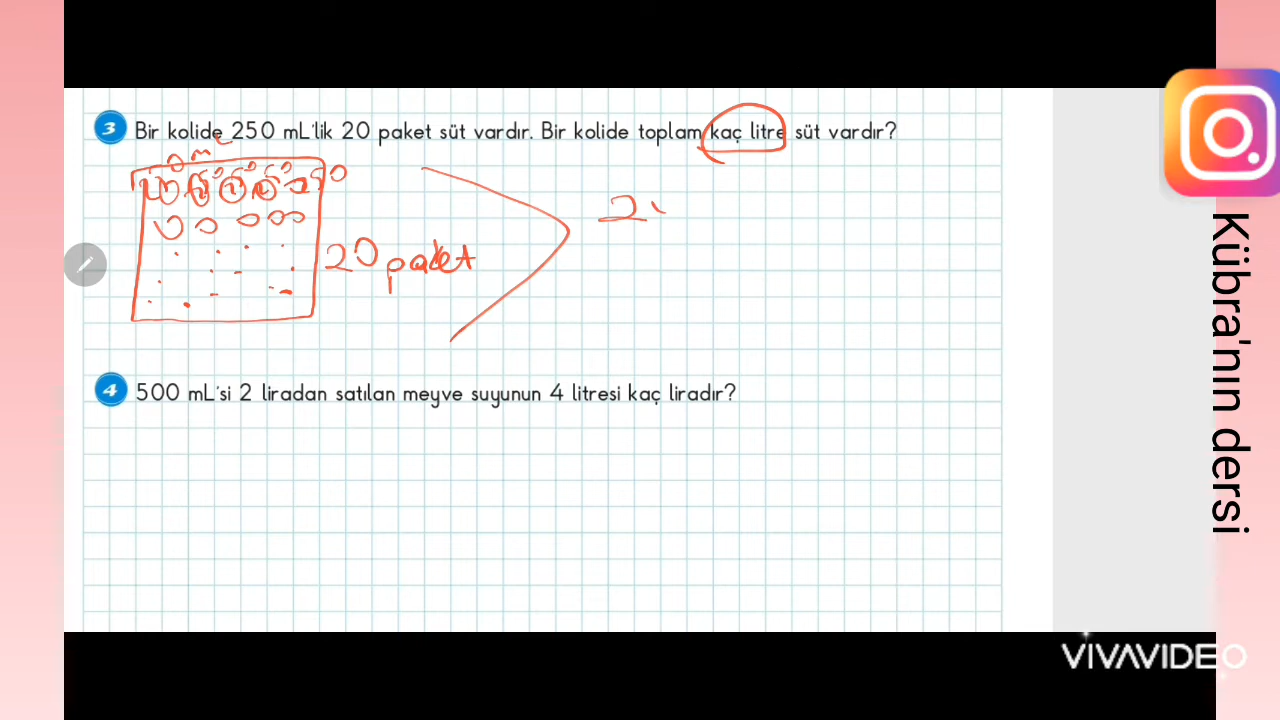 3 Bir kolide 250 mL'lik 20 paket süt vardır. Bir kolide toplam kaç litre süt vardır?
20 paket
4 500 mL'si 2 liradan satılan meyve suyunun 4 litresi kaç liradır?
Kübra'nın dersi
VIVAVIDEO